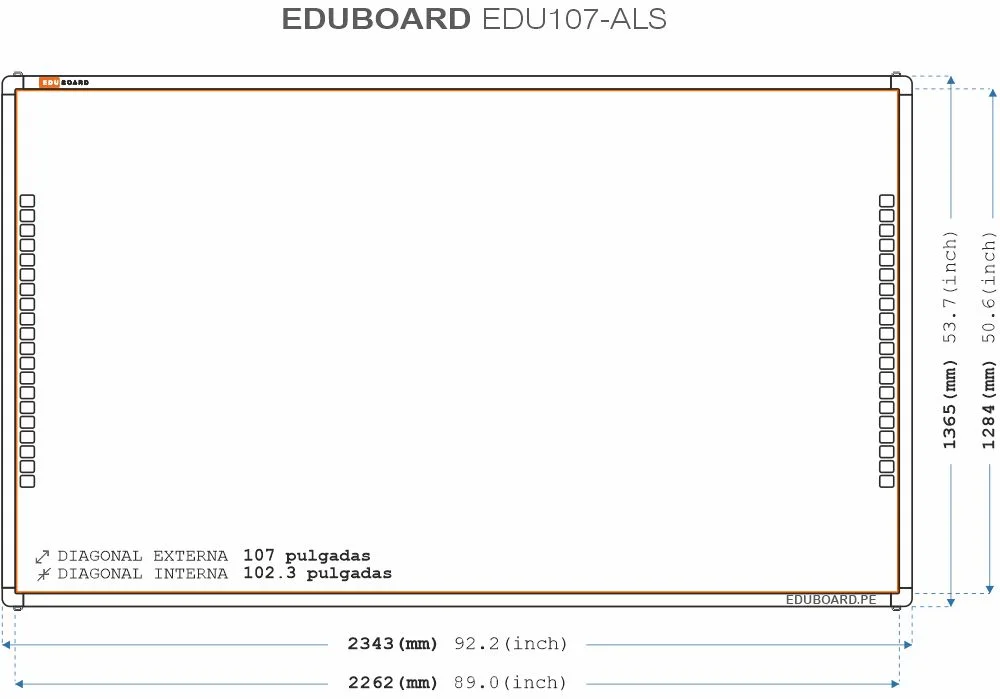 EDUBOARD EDU107-ALS
EDUBOARD
1365(mm) 53.7(inch)
1284(mm) 50.6(inch)
DIAGONAL EXTERNA 107 pulgadas
DIAGONAL INTERNA 102.3 pulgadas
EDUBOARD.PE
2343(mm) 92.2(inch)
2262(mm) 89.0(inch)